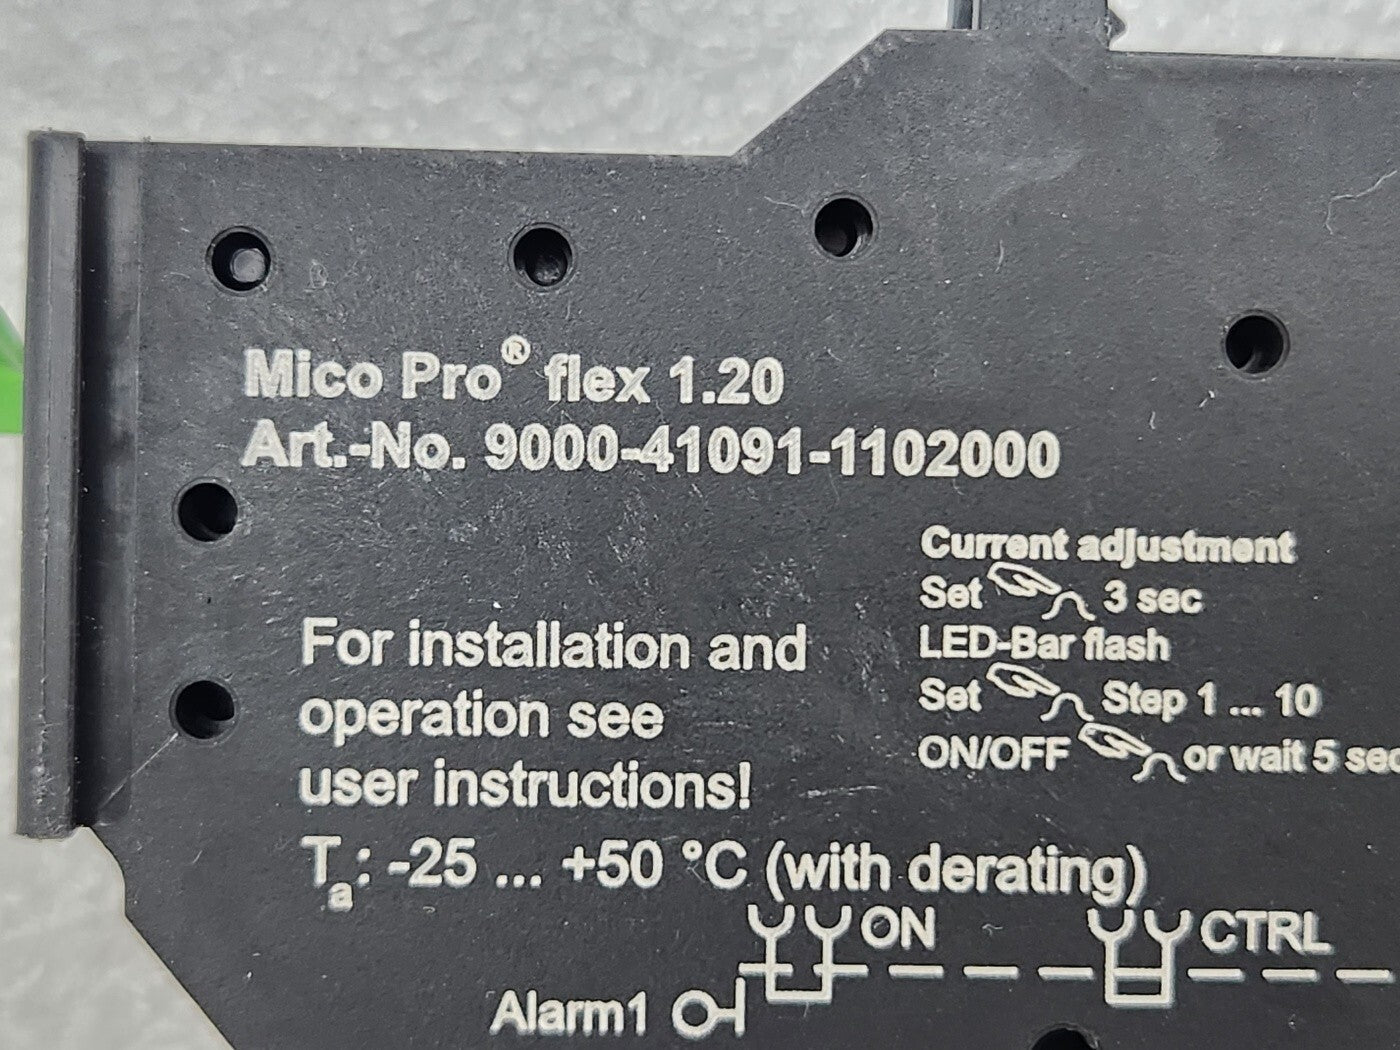 Mico Pro® flex 1.20
Art.-No. 9000-41091-1102000
Current adjustment
Set 3 sec
LED-Bar flash
Set Step 1 ... 10
ON/OFF or wait 5 sec
For installation and
operation see
user instructions!
Ta: -25 ... +50 °C (with derating)
ON
CTRL
Alarm1